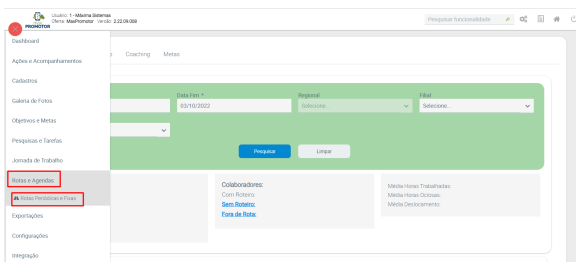 Usuário: 1 - Máxima Sistemas
Oferta: MaxPromotor Versão: 2.22.09.008
PROMOTOR
Pesquisar funcionalidade
Dashboard
Coaching
Metas
Ações e Acompanhamentos
Cadastros
Galeria de Fotos
Objetivos e Metas
Pesquisas e Tarefas
Jornada de Trabalho
Rotas e Agendas
Rotas Periódicas e Fixas
Exportações
Configurações
Integração
Data Fim *
Regional
Filial
03/10/2022
Selecione
Selecione...
Pesquisar
Limpar
Colaboradores:
Com Roteiro:
Sem Roteiro:
Fora de Rota:
Média Horas Trabalhadas:
Média Horas Ociosas:
Média Deslocamento: